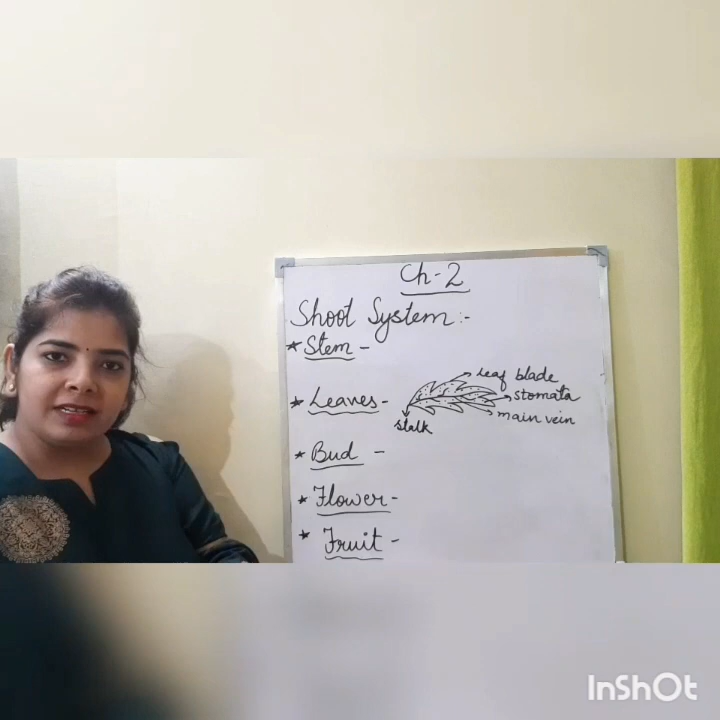 Ch-2
Shoot System:-
* Stem -
* Leaves-
leaf blade
stomata
main vein
stalk
* Bud -
* Flower-
* Fruit-
InShOt